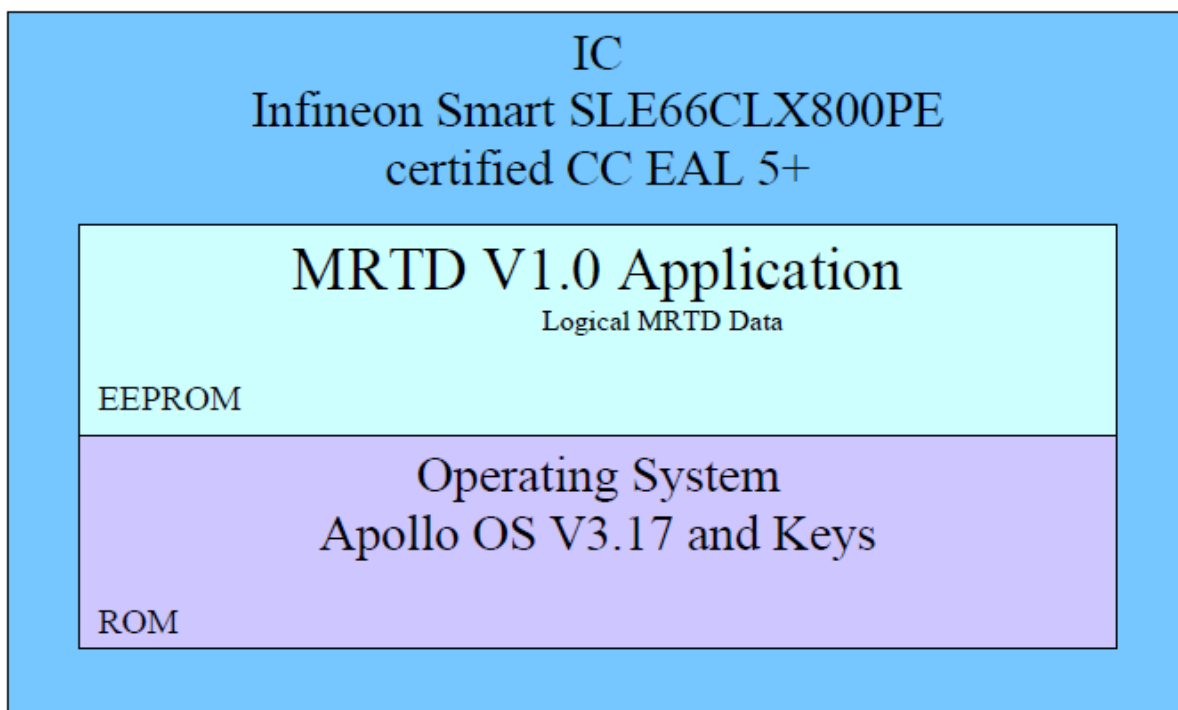 IC
Infineon Smart SLE66CLX800PE
certified CC EAL 5+
MRTD V1.0 Application
Logical MRTD Data
EEPROM
Operating System
Apollo OS V3.17 and Keys
ROM